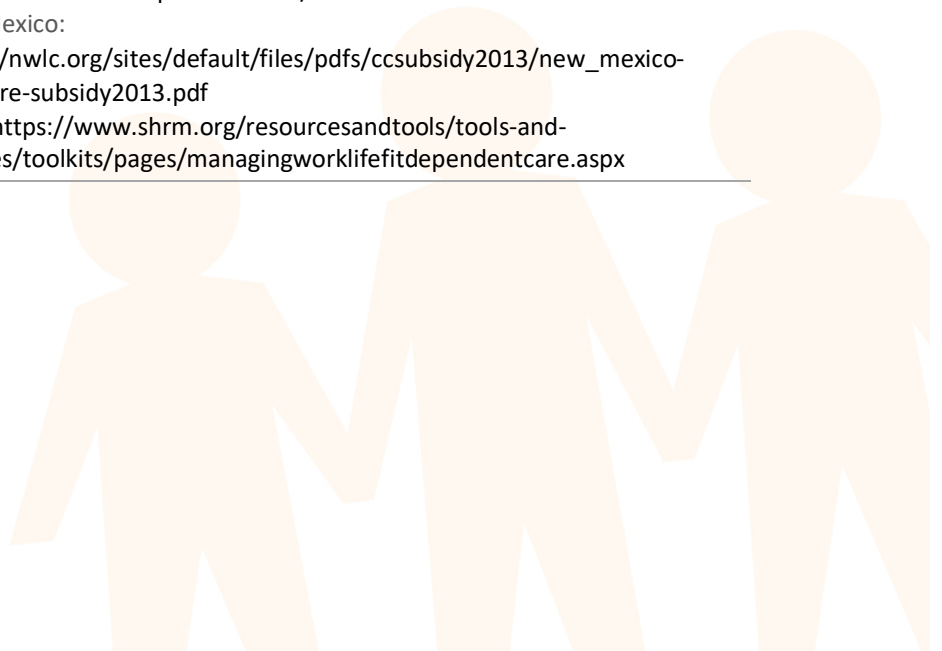 exico:
/nwlc.org/sites/default/files/pdfs/ccsubsidy2013/new_mexico-
re-subsidy2013.pdf
ttps://www.shrm.org/resourcesandtools/tools-and-
es/toolkits/pages/managingworklifefitdependentcare.aspx